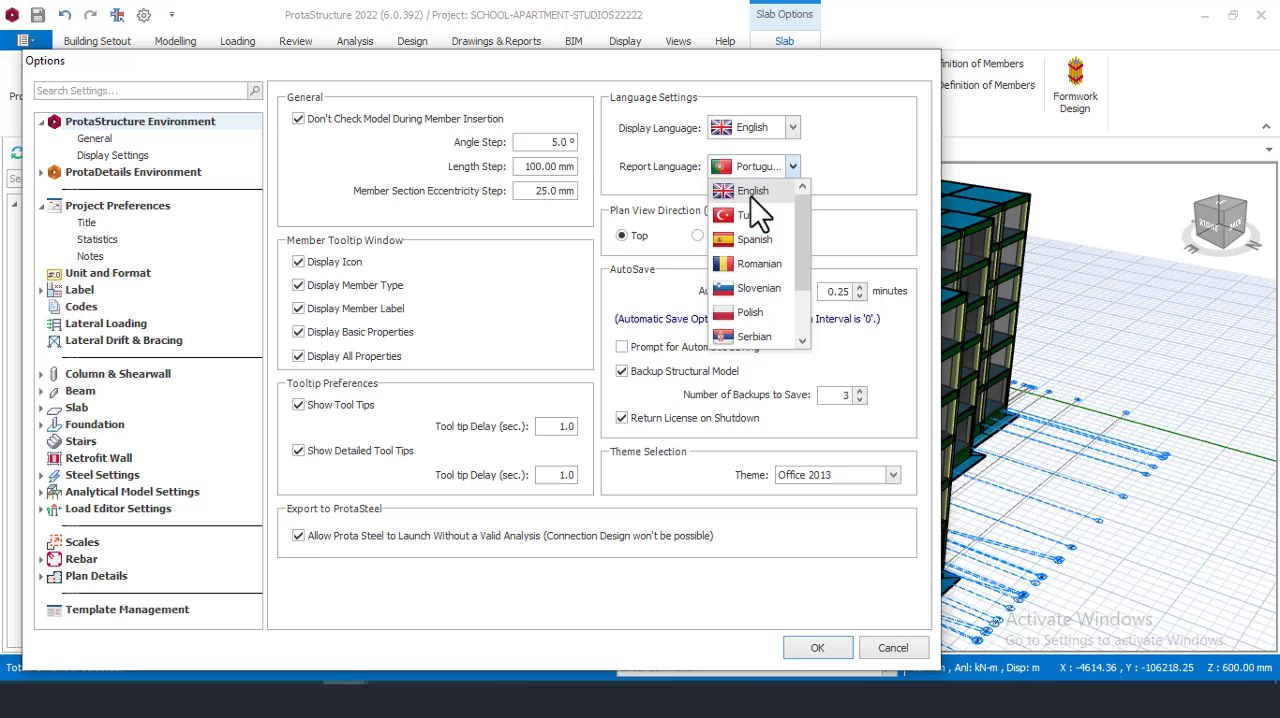 ProtaStructure 2022 (6.0.392) / Project: SCHOOL-APARTMENT-STUDIOS22222
Slab Options
Building Setout Modelling Loading Review Analysis Design Drawings & Reports BIM Display Views Help Slab
Options
finition of Members
Definition of Members
Formwork
Design
Search Settings...
ProtaStructure Environment
General
Display Settings
ProtaDetails Environment
Project Preferences
Title
Statistics
Notes
Unit and Format
Label
Codes
Lateral Loading
Lateral Drift & Bracing
Column & Shearwall
Beam
Slab
Foundation
Stairs
Retrofit Wall
Steel Settings
Analytical Model Settings
Load Editor Settings
Scales
Rebar
Plan Details
Template Management
General
Don't Check Model During Member Insertion
Angle Step: 5.0 º
Length Step: 100.00 mm
Member Section Eccentricity Step: 25.0 mm
Member Tooltip Window
Display Icon
Display Member Type
Display Member Label
Display Basic Properties
Display All Properties
Tooltip Preferences
Show Tool Tips
Tool tip Delay (sec.): 1.0
Show Detailed Tool Tips
Tool tip Delay (sec.): 1.0
Export to ProtaSteel
Allow Prota Steel to Launch Without a Valid Analysis (Connection Design won't be possible)
Language Settings
Display Language: English
Report Language: Portugu...
English
Spanish
Romanian
Slovenian
Polish
Serbian
Plan View Direction (
Top
AutoSave
0.25 minutes
(Automatic Save Opt n Interval is '0'.)
Prompt for Automa
Backup Structural Model
Number of Backups to Save: 3
Return License on Shutdown
Theme Selection
Theme: Office 2013
OK Cancel
RIGHT BACK
Activate Windows
Go to Settings to activate Windows.
m, Anl: kN-m, Disp: m X : -4614.36 , Y : -106218.25 Z : 600.00 mm